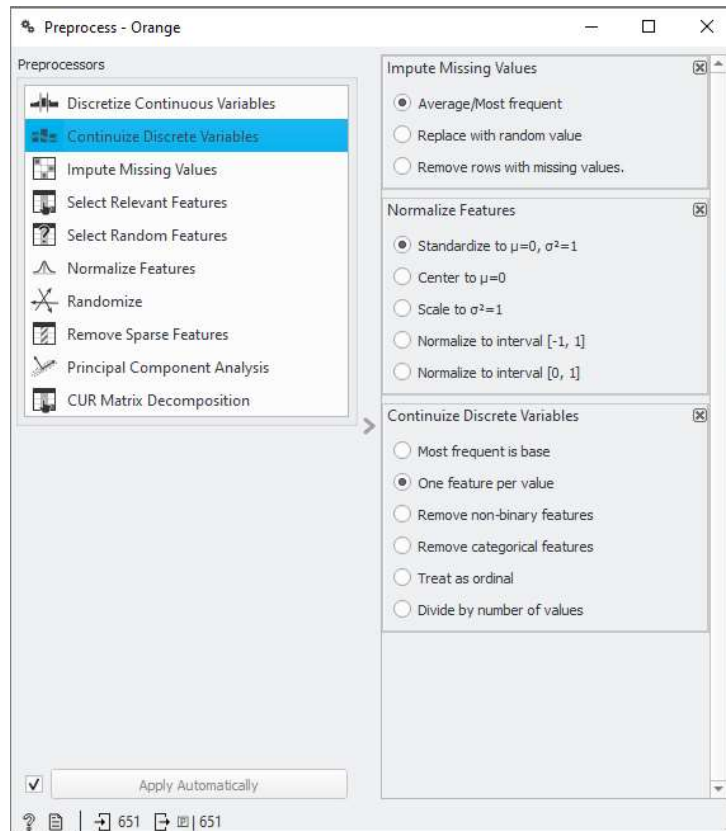 Preprocess - Orange
Preprocessors
Discretize Continuous Variables
Continuize Discrete Variables
Impute Missing Values
Select Relevant Features
Select Random Features
Normalize Features
Randomize
Remove Sparse Features
Principal Component Analysis
CUR Matrix Decomposition
Impute Missing Values
Average/Most frequent
Replace with random value
Remove rows with missing values.
Normalize Features
Standardize to μ=0, σ²=1
Center to μ=0
Scale to σ²=1
Normalize to interval [-1, 1]
Normalize to interval [0, 1]
Continuize Discrete Variables
Most frequent is base
One feature per value
Remove non-binary features
Remove categorical features
Treat as ordinal
Divide by number of values
Apply Automatically
? 651 | 651